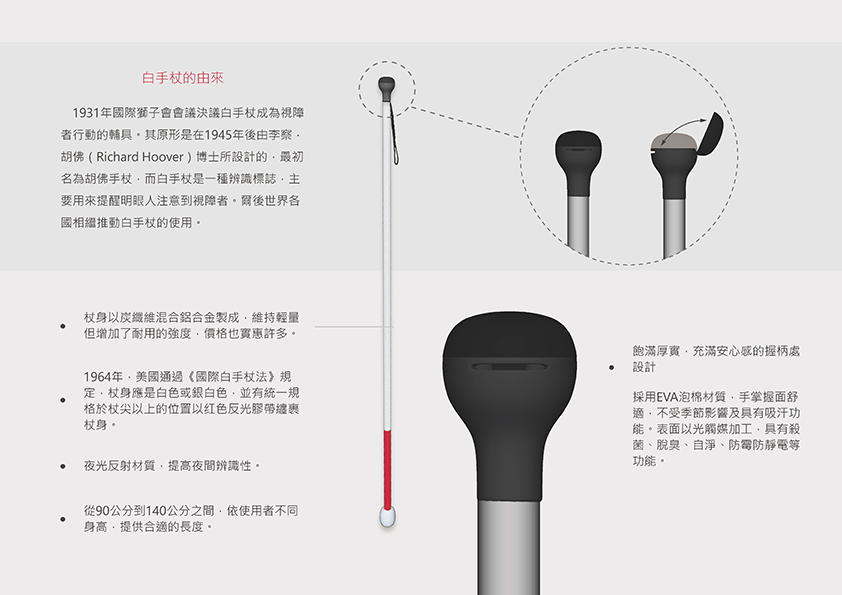 白手杖的由來
1931年國際獅子會會議決議白手杖成為視障
者行動的輔具。其原形是在1945年後由李察．
胡佛（Richard Hoover）博士所設計的，最初
名為胡佛手杖，而白手杖是一種辨識標誌，主
要用來提醒明眼人注意到視障者。爾後世界各
國相繼推動白手杖的使用。
杖身以炭纖維混合鋁合金製成，維持輕量
但增加了耐用的強度，價格也實惠許多。
1964年，美國通過《國際白手杖法》規
定，杖身應是白色或銀白色，並有統一規
格於杖尖以上的位置以紅色反光膠帶纏裹
杖身。
夜光反射材質，提高夜間辨識性。
從90公分到140公分之間，依使用者不同
身高，提供合適的長度。
飽滿厚實，充滿安心感的握柄處
設計
採用EVA泡棉材質，手掌握面舒
適，不受季節影響及具有吸汗功
能。表面以光觸媒加工，具有殺
菌、脫臭、自淨、防霉防靜電等
功能。